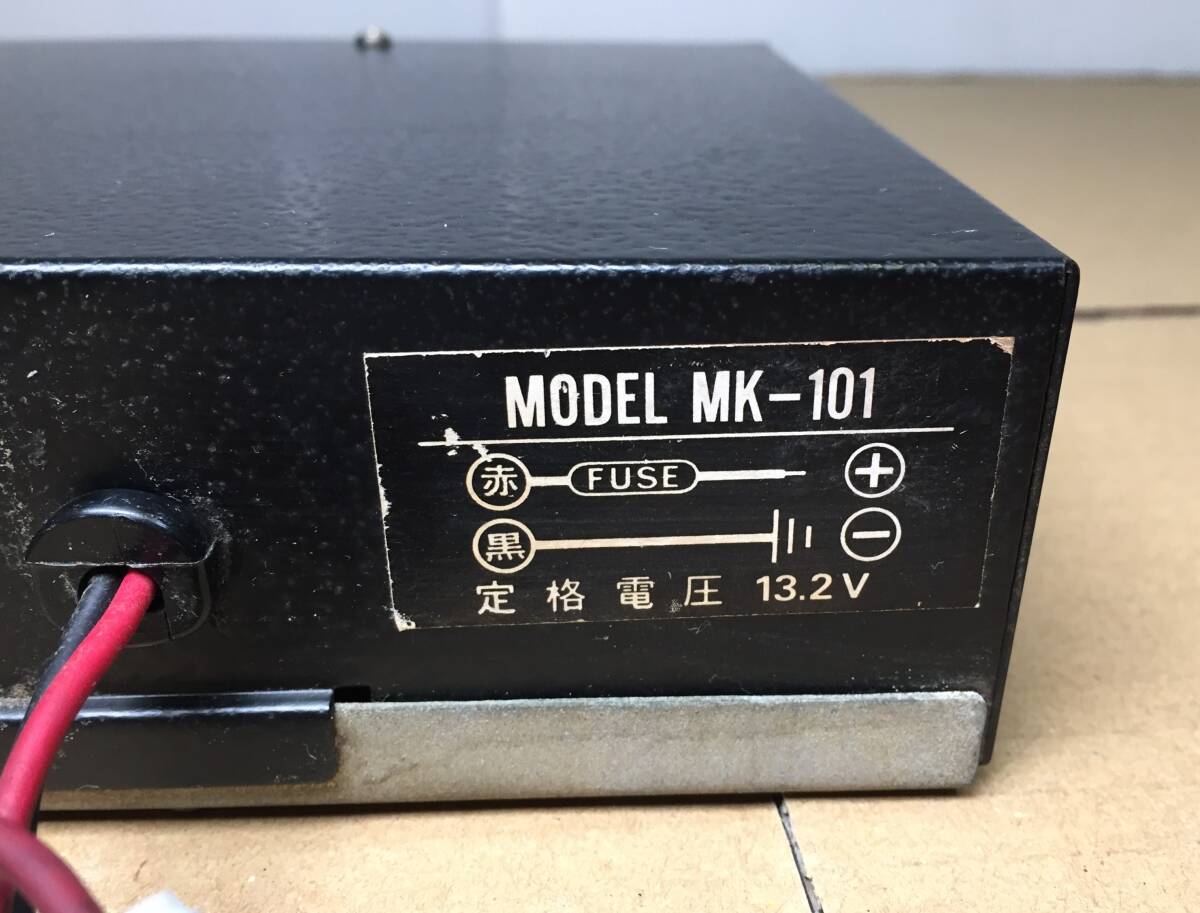 MODEL MK-101
赤 FUSE +
黒 −
定格電圧 13.2V